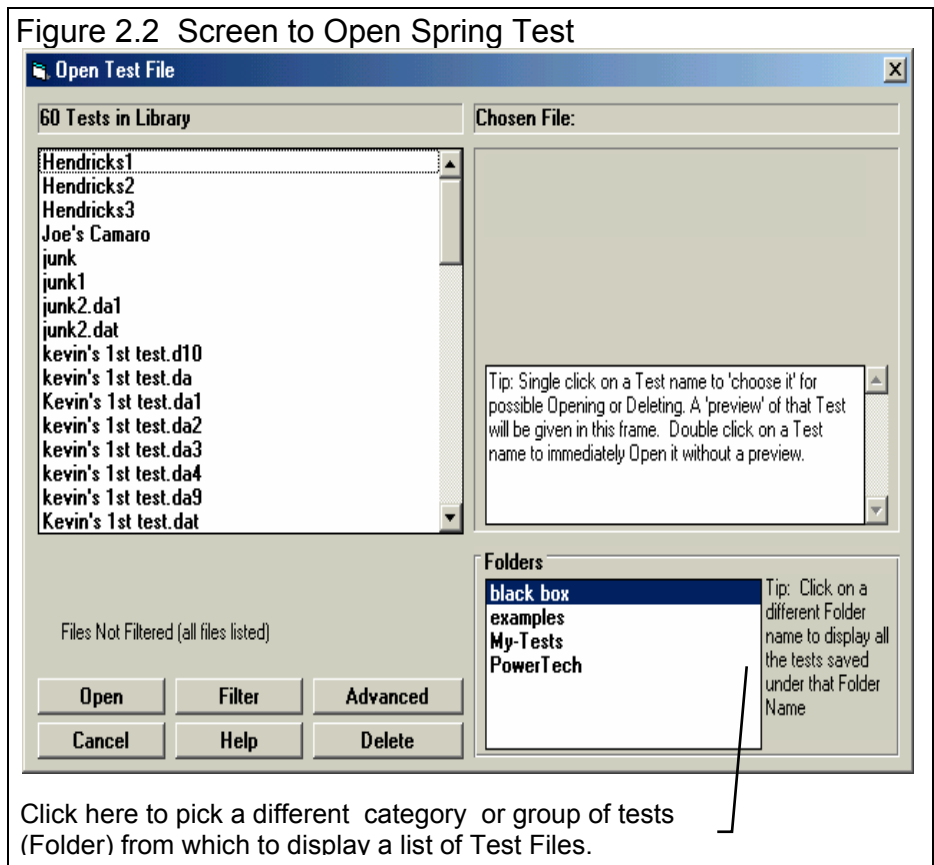 Figure 2.2 Screen to Open Spring Test
Open Test File
60 Tests in Library
Chosen File:
Hendricks1
Hendricks2
Hendricks3
Joe's Camaro
junk
junk1
junk2.da1
junk2.dat
kevin's 1st test.d10
kevin's 1st test.da
Kevin's 1st test.da1
kevin's 1st test.da2
kevin's 1st test.da3
kevin's 1st test.da4
kevin's 1st test.da9
Kevin's 1st test.dat
Tip: Single click on a Test name to 'choose it' for
possible Opening or Deleting. A 'preview' of that Test
will be given in this frame. Double click on a Test
name to immediately Open it without a preview.
Files Not Filtered (all files listed)
Open
Filter
Advanced
Cancel
Help
Delete
Folders
black box
examples
My-Tests
PowerTech
Tip: Click on a
different Folder
name to display all
the tests saved
under that Folder
Name
Click here to pick a different category or group of tests
(Folder) from which to display a list of Test Files.